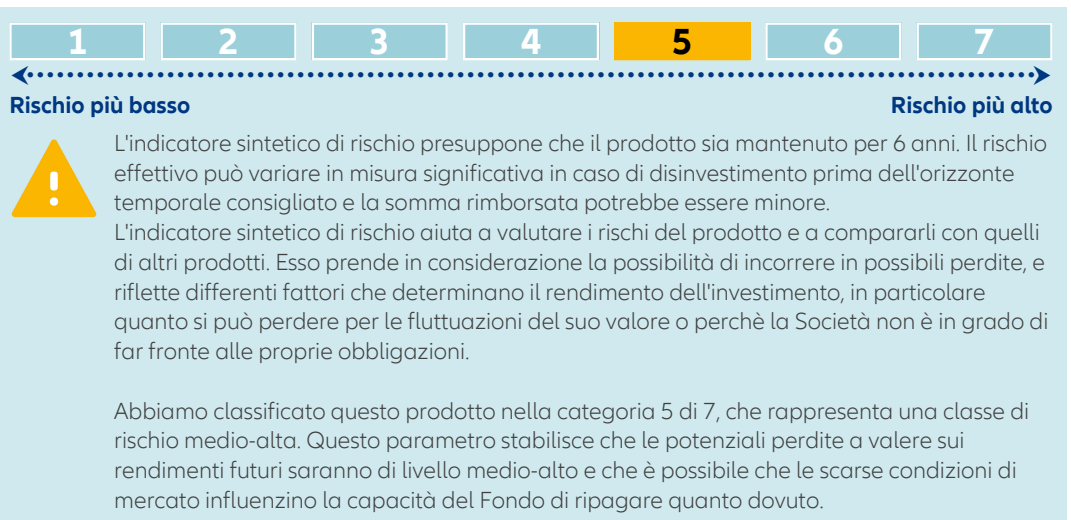 1 2 3 4 5 6 7
Rischio più basso Rischio più alto
L'indicatore sintetico di rischio presuppone che il prodotto sia mantenuto per 6 anni. Il rischio
effettivo può variare in misura significativa in caso di disinvestimento prima dell'orizzonte
temporale consigliato e la somma rimborsata potrebbe essere minore.
L'indicatore sintetico di rischio aiuta a valutare i rischi del prodotto e a compararli con quelli
di altri prodotti. Esso prende in considerazione la possibilità di incorrere in possibili perdite, e
riflette differenti fattori che determinano il rendimento dell'investimento, in particolare
quanto si può perdere per le fluttuazioni del suo valore o perchè la Società non è in grado di
far fronte alle proprie obbligazioni.
Abbiamo classificato questo prodotto nella categoria 5 di 7, che rappresenta una classe di
rischio medio-alta. Questo parametro stabilisce che le potenziali perdite a valere sui
rendimenti futuri saranno di livello medio-alto e che è possibile che le scarse condizioni di
mercato influenzino la capacità del Fondo di ripagare quanto dovuto.